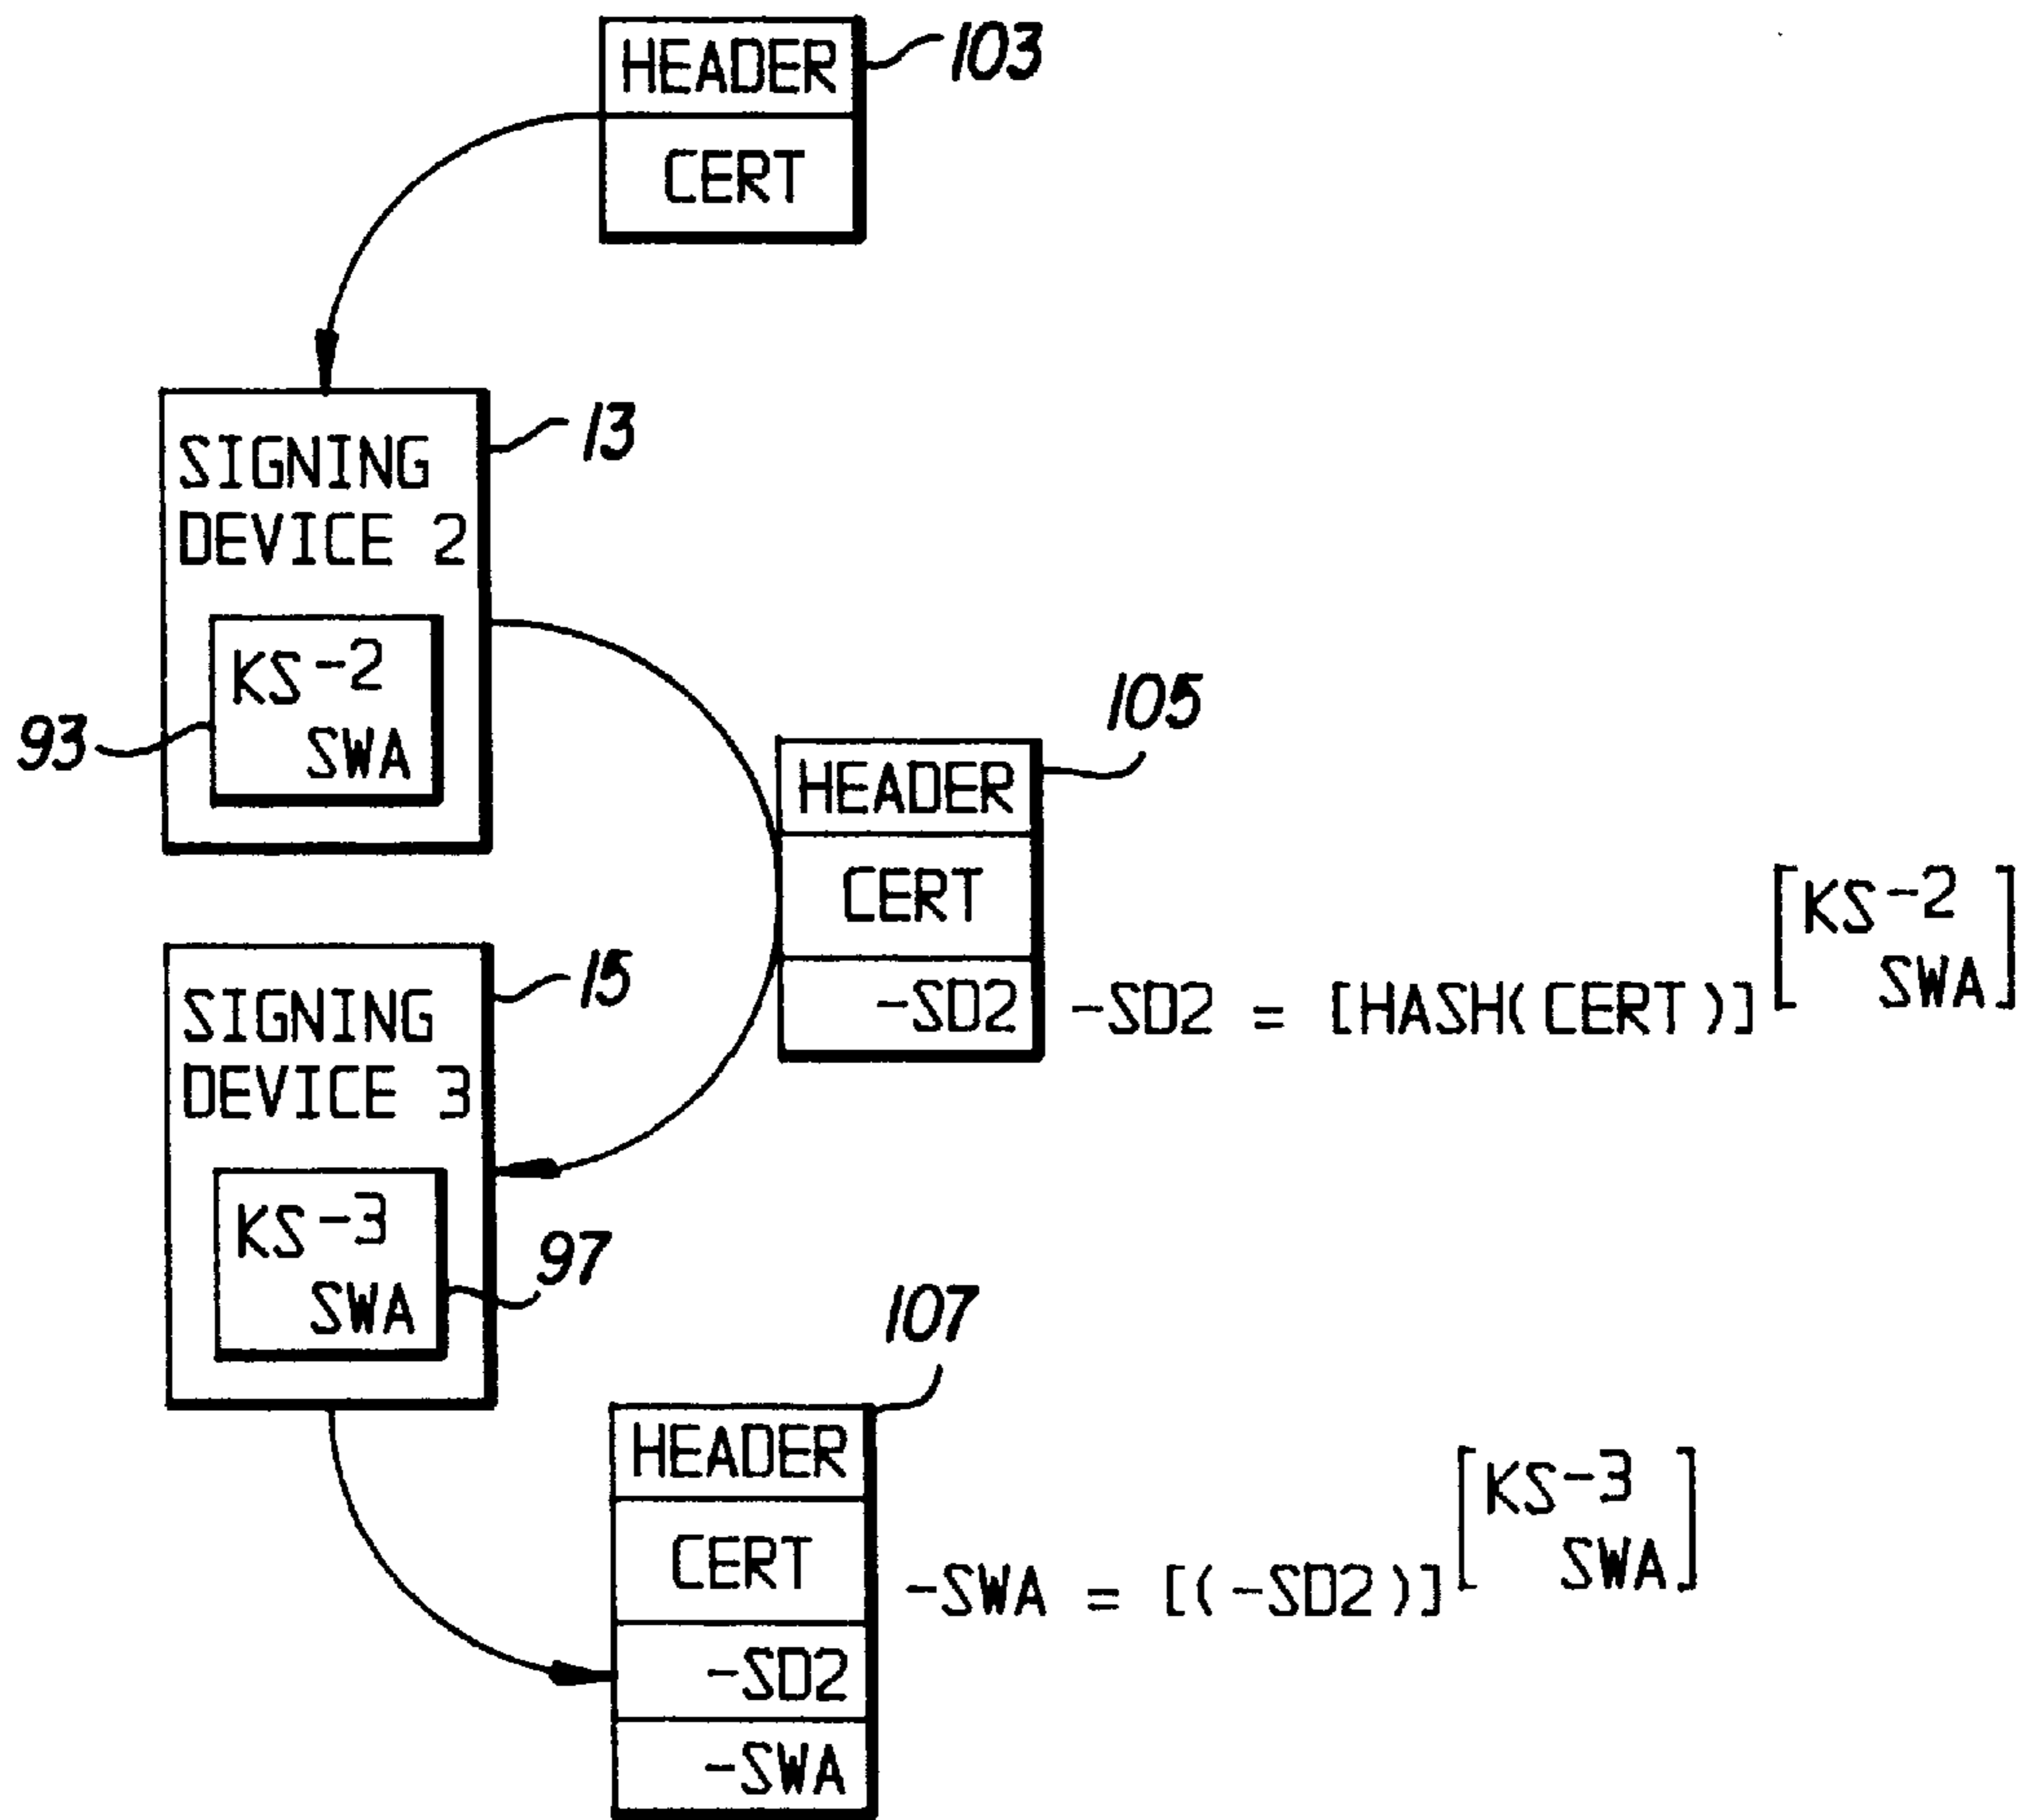 HEADER
103
CERT
SIGNING
DEVICE 2
13
KS-2
SWA
93
105
HEADER
CERT
-SD2
-SD2 = [HASH(CERT)] [KS-2
SWA]
SIGNING
DEVICE 3
15
KS-3
SWA
97
107
HEADER
CERT
-SD2
-SWA
-SWA = [(-SD2)] [KS-3
SWA]